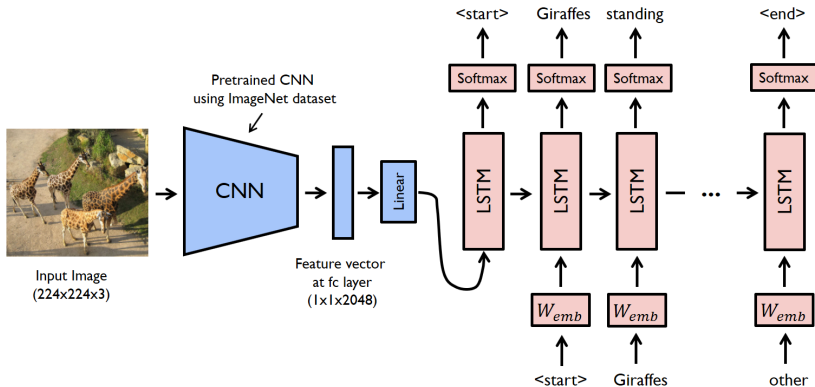 <start> Giraffes standing <end>
Softmax Softmax Softmax Softmax
Pretrained CNN
using ImageNet dataset
CNN
Linear
LSTM LSTM LSTM ... LSTM
Input Image
(224x224x3)
Feature vector
at fc layer
(1x1x2048)
W_emb W_emb W_emb
<start> Giraffes other